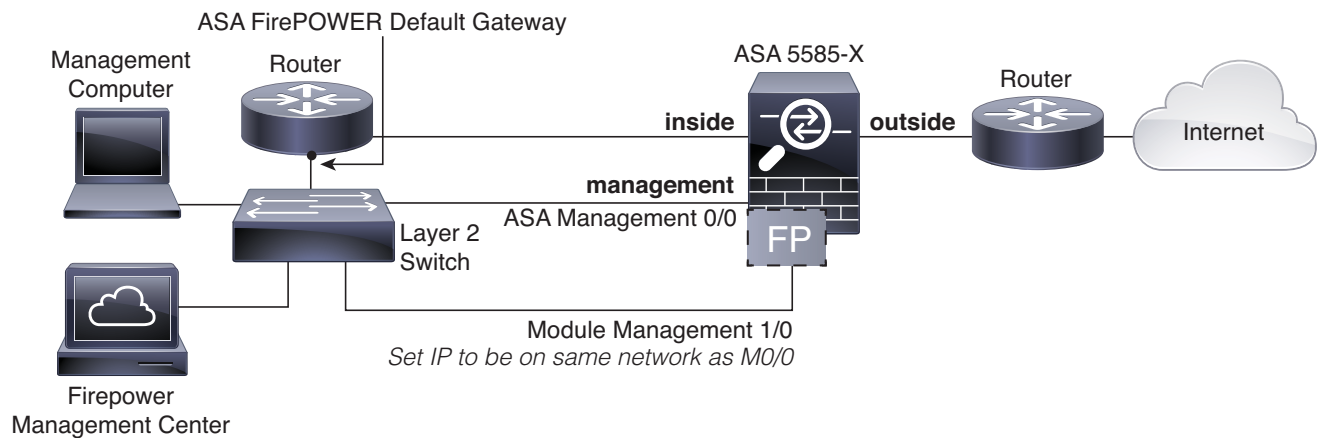 ASA FirePOWER Default Gateway
Management
Computer
Router
ASA 5585-X
Router
inside
outside
Internet
management
ASA Management 0/0
Layer 2
Switch
FP
Module Management 1/0
Set IP to be on same network as M0/0
Firepower
Management Center